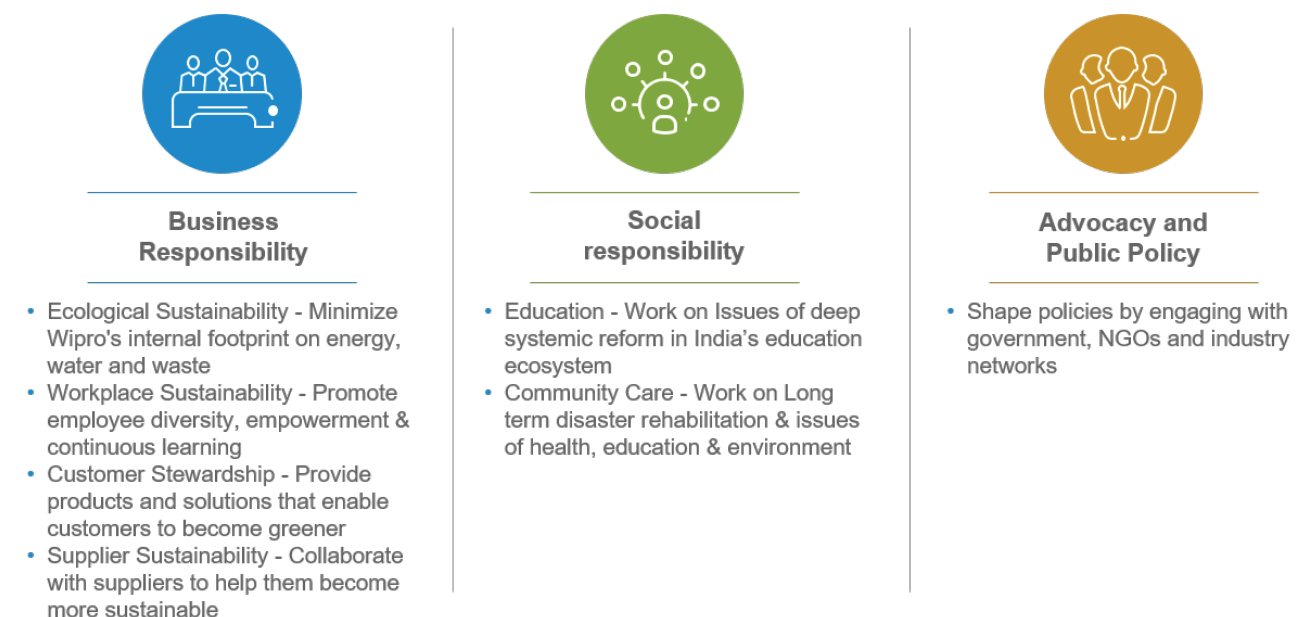 Business
Responsibility
• Ecological Sustainability - Minimize
Wipro's internal footprint on energy,
water and waste
• Workplace Sustainability - Promote
employee diversity, empowerment &
continuous learning
• Customer Stewardship - Provide
products and solutions that enable
customers to become greener
• Supplier Sustainability - Collaborate
with suppliers to help them become
more sustainable
Social
responsibility
• Education - Work on Issues of deep
systemic reform in India’s education
ecosystem
• Community Care - Work on Long
term disaster rehabilitation & issues
of health, education & environment
Advocacy and
Public Policy
• Shape policies by engaging with
government, NGOs and industry
networks